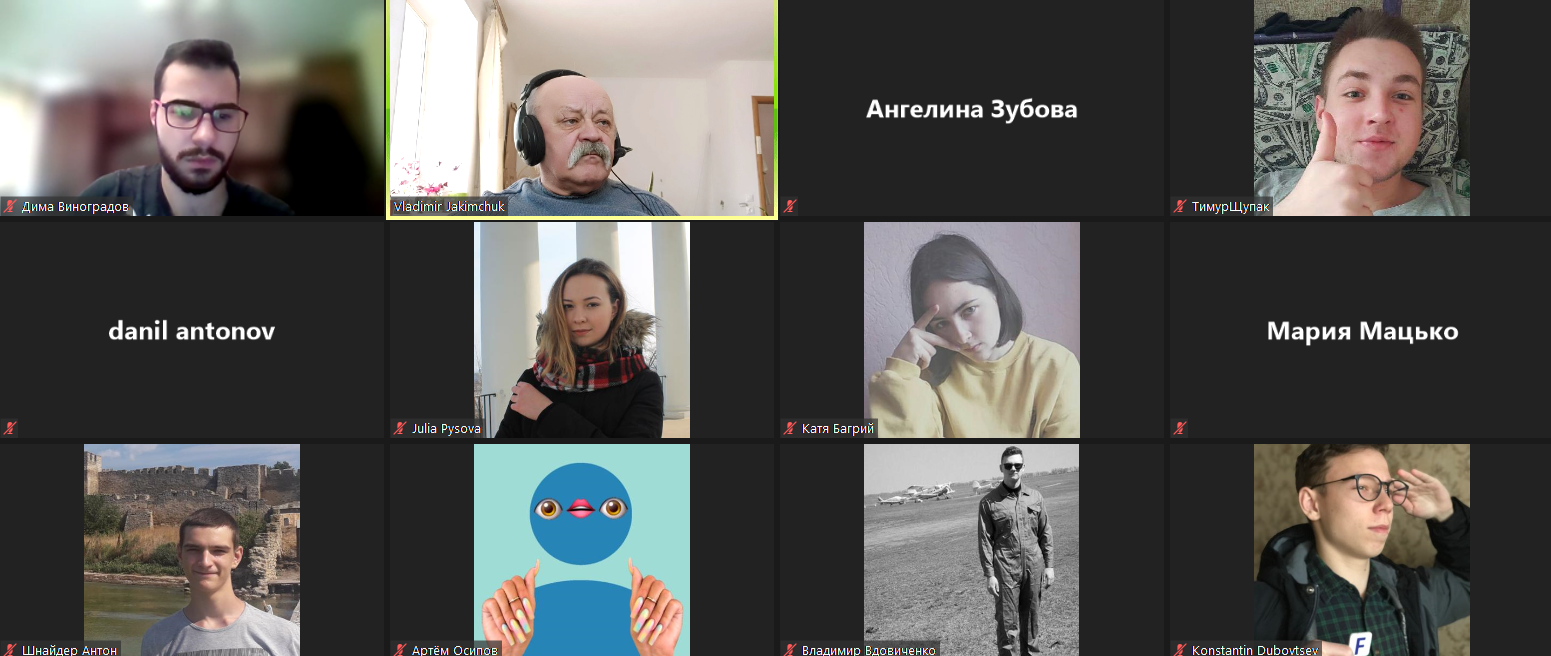 Дима Виноградов
Vladimir Jakimchuk
Ангелина Зубова
ТимурЩупак
danil antonov
Julia Pysova
Катя Багрий
Мария Мацько
Шнайдер Антон
Артём Осипов
Владимир Вдовиченко
Konstantin Dubovtsev
F